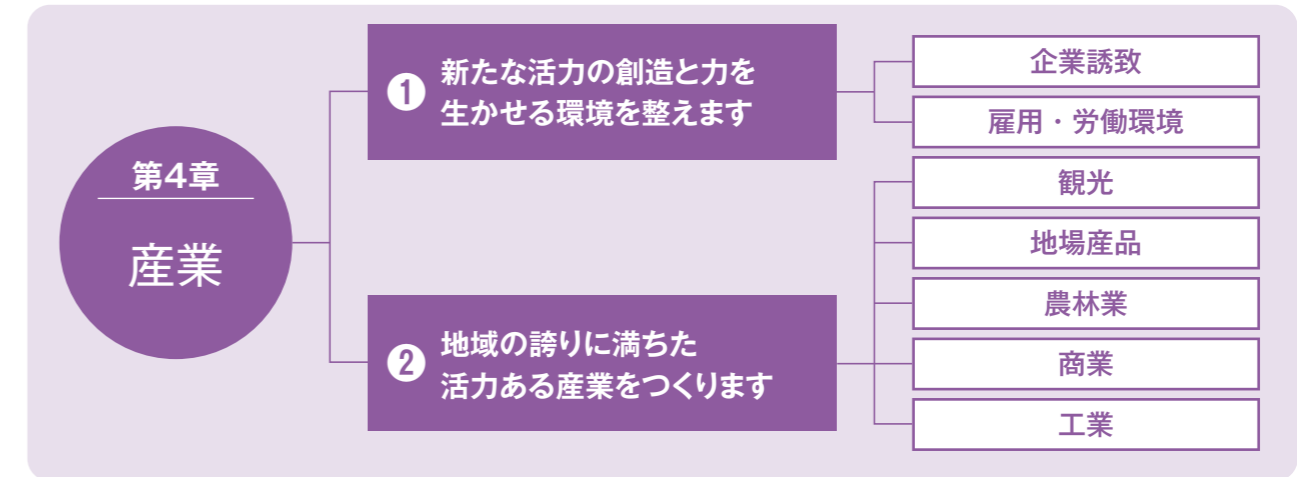 第4章
産業
❶ 新たな活力の創造と力を
生かせる環境を整えます
企業誘致
雇用・労働環境
❷ 地域の誇りに満ちた
活力ある産業をつくります
観光
地場産品
農林業
商業
工業